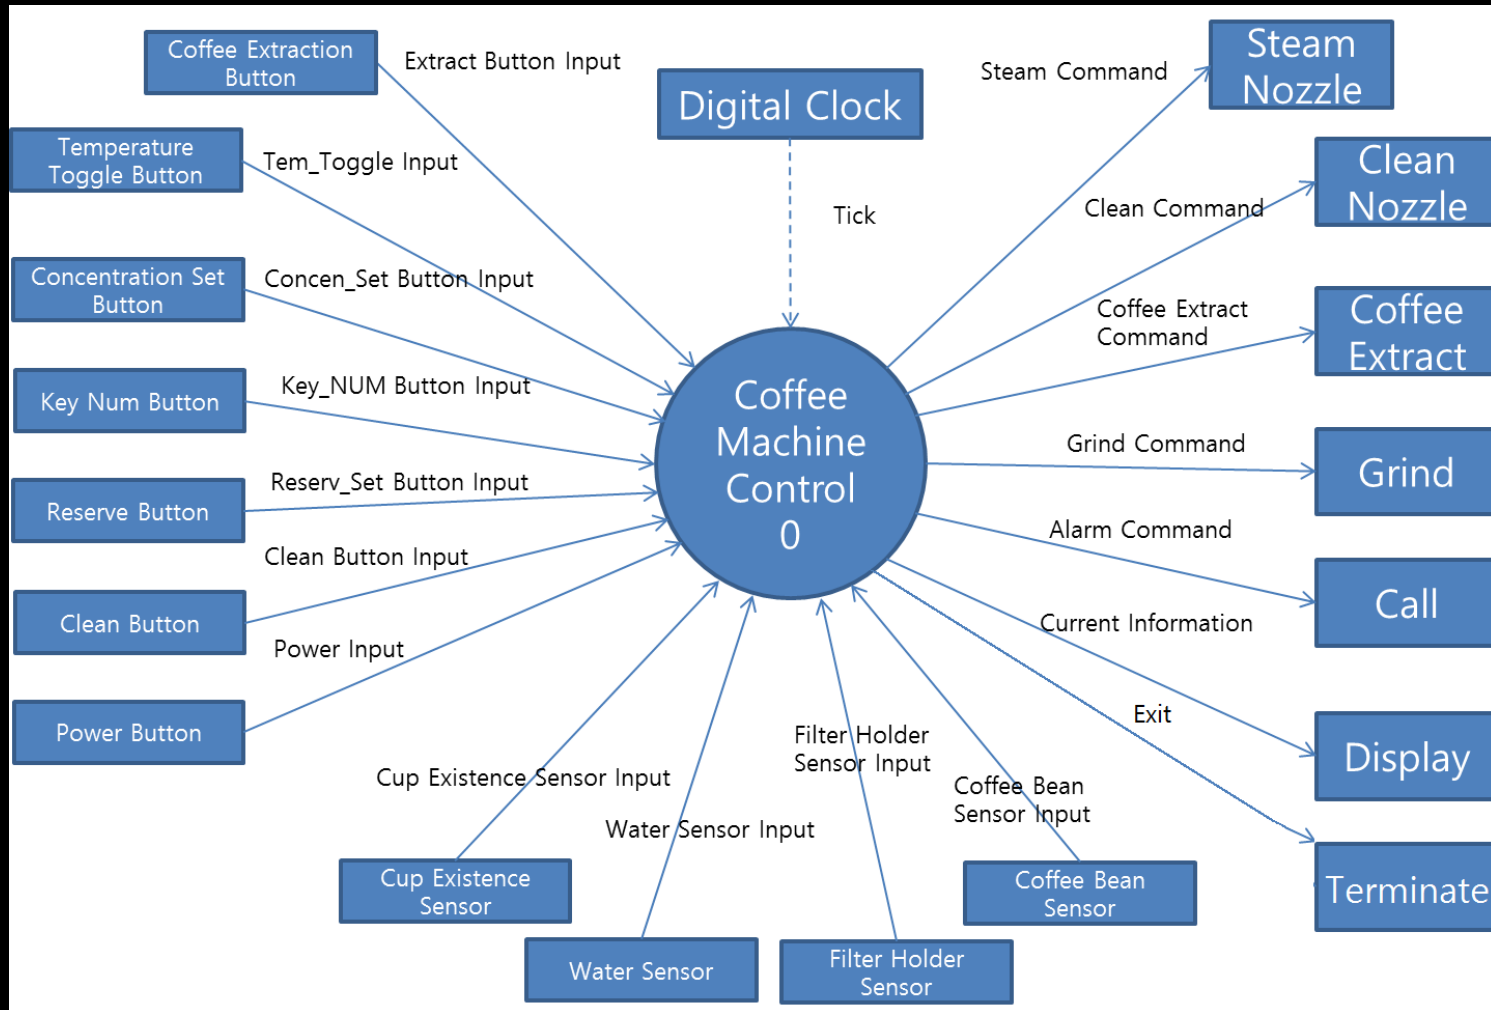 Coffee Extraction
Button
Extract Button Input
Digital Clock
Steam Command
Steam
Nozzle
Temperature
Toggle Button
Tem_Toggle Input
Tick
Clean Command
Clean
Nozzle
Concentration Set
Button
Concen_Set Button Input
Coffee Extract
Command
Coffee
Extract
Key Num Button
Key_NUM Button Input
Coffee
Machine
Control
0
Grind Command
Grind
Reserve Button
Reserv_Set Button Input
Alarm Command
Call
Clean Button
Clean Button Input
Current Information
Display
Power Button
Power Input
Exit
Terminate
Cup Existence Sensor Input
Water Sensor Input
Filter Holder
Sensor Input
Coffee Bean
Sensor Input
Cup Existence
Sensor
Water Sensor
Filter Holder
Sensor
Coffee Bean
Sensor